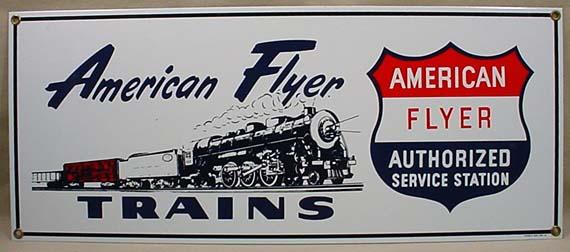 American Flyer
TRAINS
AMERICAN
FLYER
AUTHORIZED
SERVICE STATION